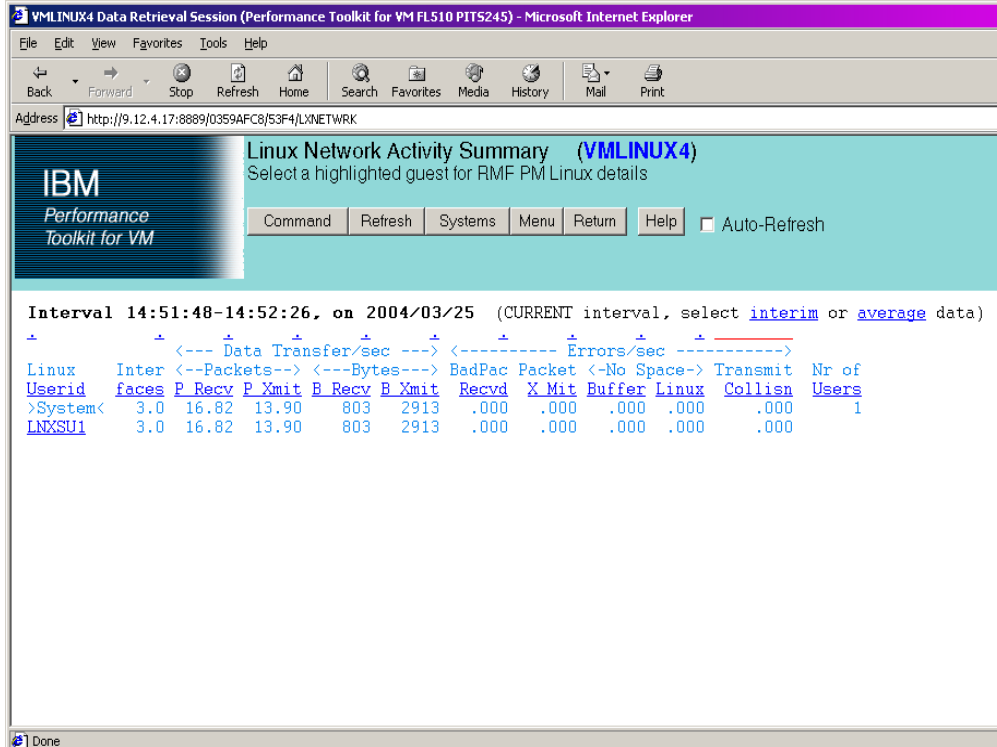 VMLINUX4 Data Retrieval Session (Performance Toolkit for VM FL510 PITS245) - Microsoft Internet Explorer
File Edit View Favorites Tools Help
Back Forward Stop Refresh Home Search Favorites Media History Mail Print
Address http://9.12.4.17:8889/0359AFC8/53F4/LXNETWRK
Linux Network Activity Summary (VMLINUX4)
Select a highlighted guest for RMF PM Linux details
IBM
Performance
Toolkit for VM
Command Refresh Systems Menu Return Help Auto-Refresh
Interval 14:51:48-14:52:26, on 2004/03/25 (CURRENT interval, select interim or average data)
. . . . . . . . . .
<--- Data Transfer/sec ---> <---------- Errors/sec ----------->
Linux Inter <--Packets--> <---Bytes---> BadPac Packet <-No Space-> Transmit Nr of
Userid faces P Recv P Xmit B Recv B Xmit Recvd X Mit Buffer Linux Collisn Users
>System< 3.0 16.82 13.90 803 2913 .000 .000 .000 .000 .000 1
LNXSU1 3.0 16.82 13.90 803 2913 .000 .000 .000 .000 .000
Done